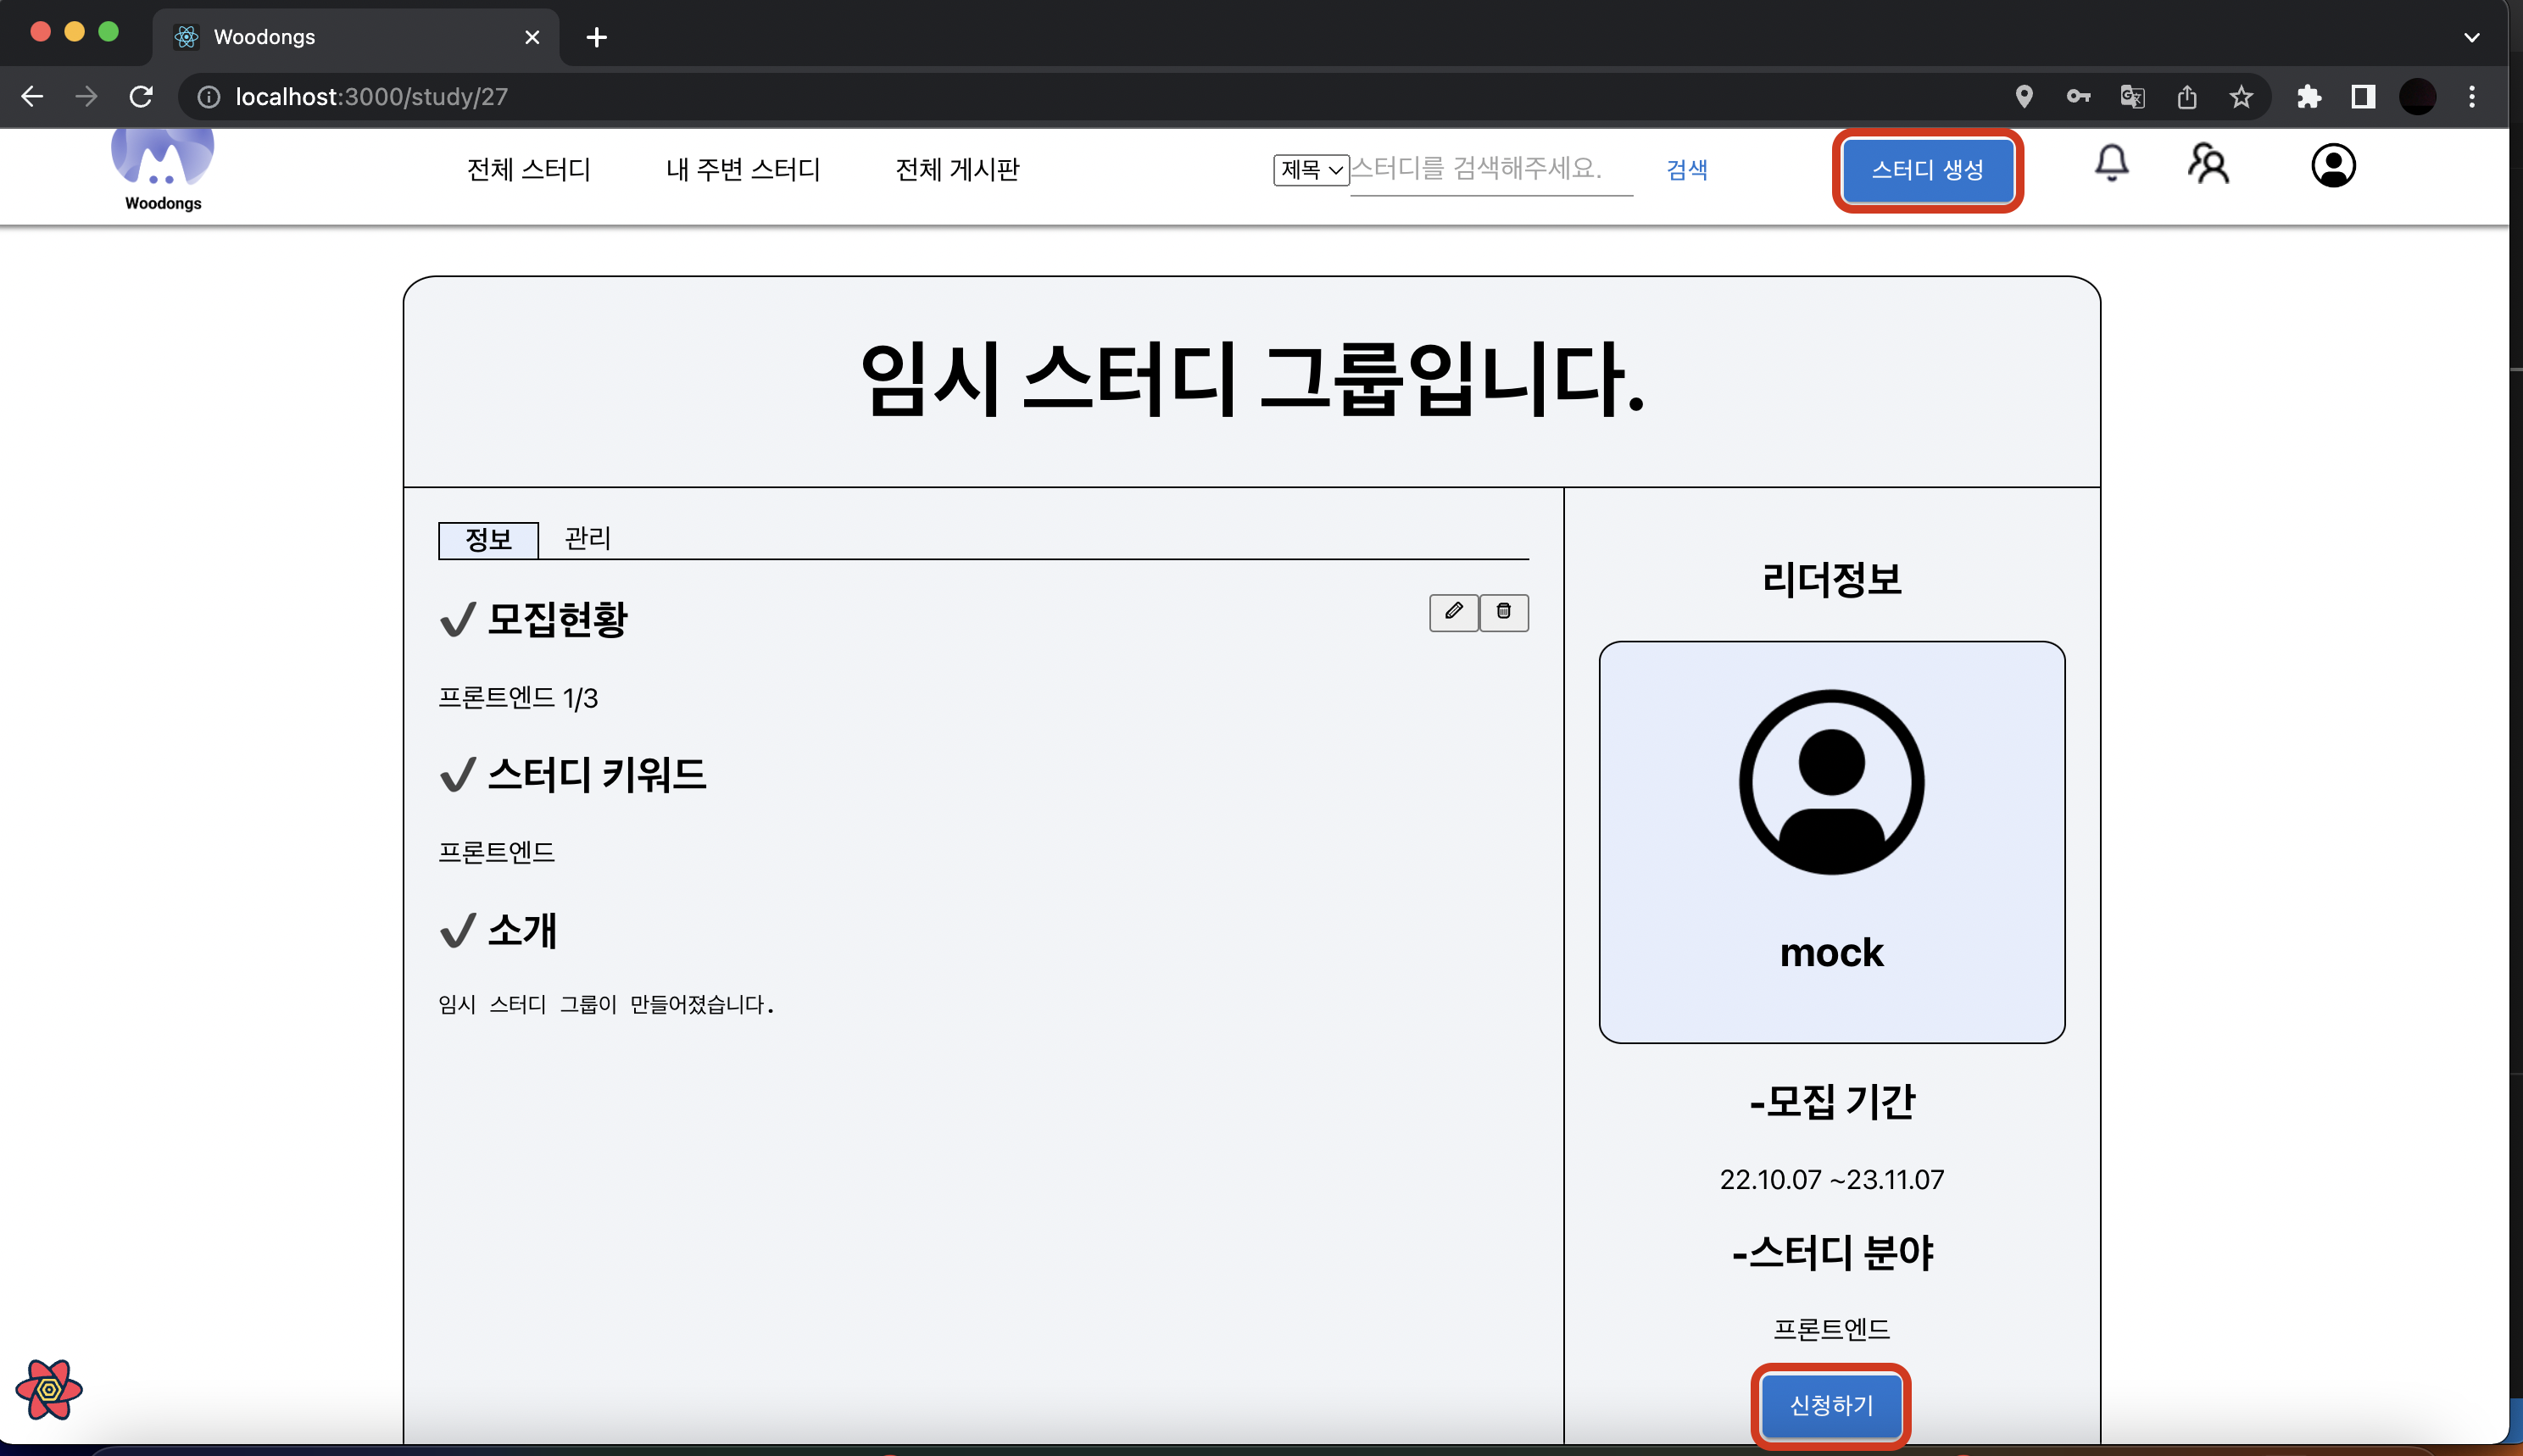 Woodongs
localhost:3000/study/27
Woodongs
전체 스터디
내 주변 스터디
전체 게시판
제목
스터디를 검색해주세요.
검색
스터디 생성
임시 스터디 그룹입니다.
정보
관리
✔ 모집현황
프론트엔드 1/3
✔ 스터디 키워드
프론트엔드
✔ 소개
임시 스터디 그룹이 만들어졌습니다.
리더정보
mock
-모집 기간
22.10.07 ~23.11.07
-스터디 분야
프론트엔드
신청하기